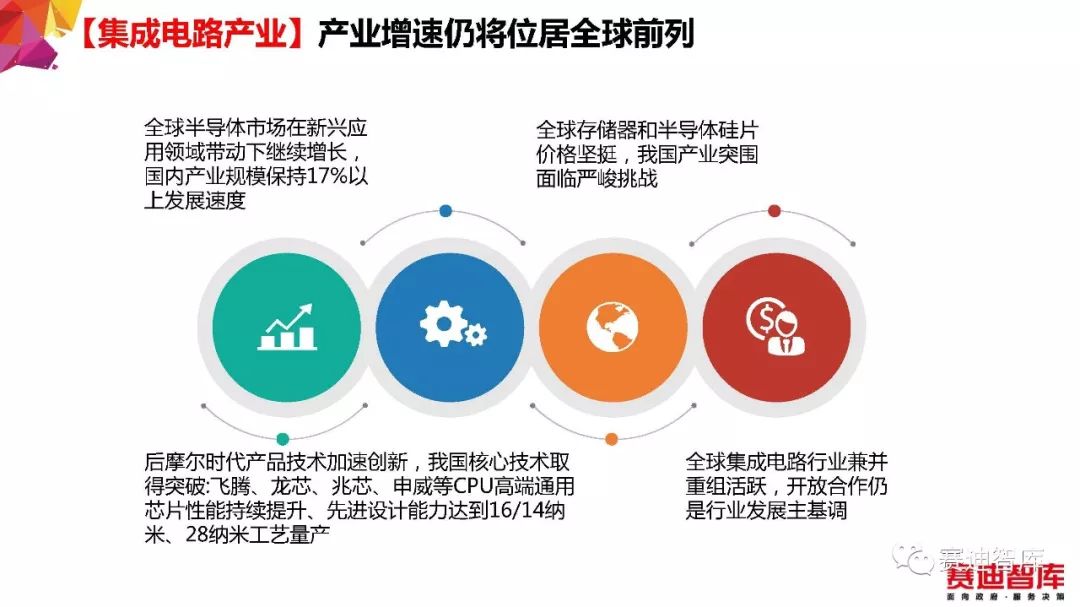 【集成电路产业】产业增速仍将位居全球前列
全球半导体市场在新兴应
用领域带动下继续增长，
国内产业规模保持17%以
上发展速度
全球存储器和半导体硅片
价格坚挺，我国产业突围
面临严峻挑战
后摩尔时代产品技术加速创新，我国核心技术取
得突破:飞腾、龙芯、兆芯、申威等CPU高端通用
芯片性能持续提升、先进设计能力达到16/14纳
米、28纳米工艺量产
全球集成电路行业兼并
重组活跃，开放合作仍
是行业发展主基调
赛迪智库
赛迪智库
面向政府·服务决策